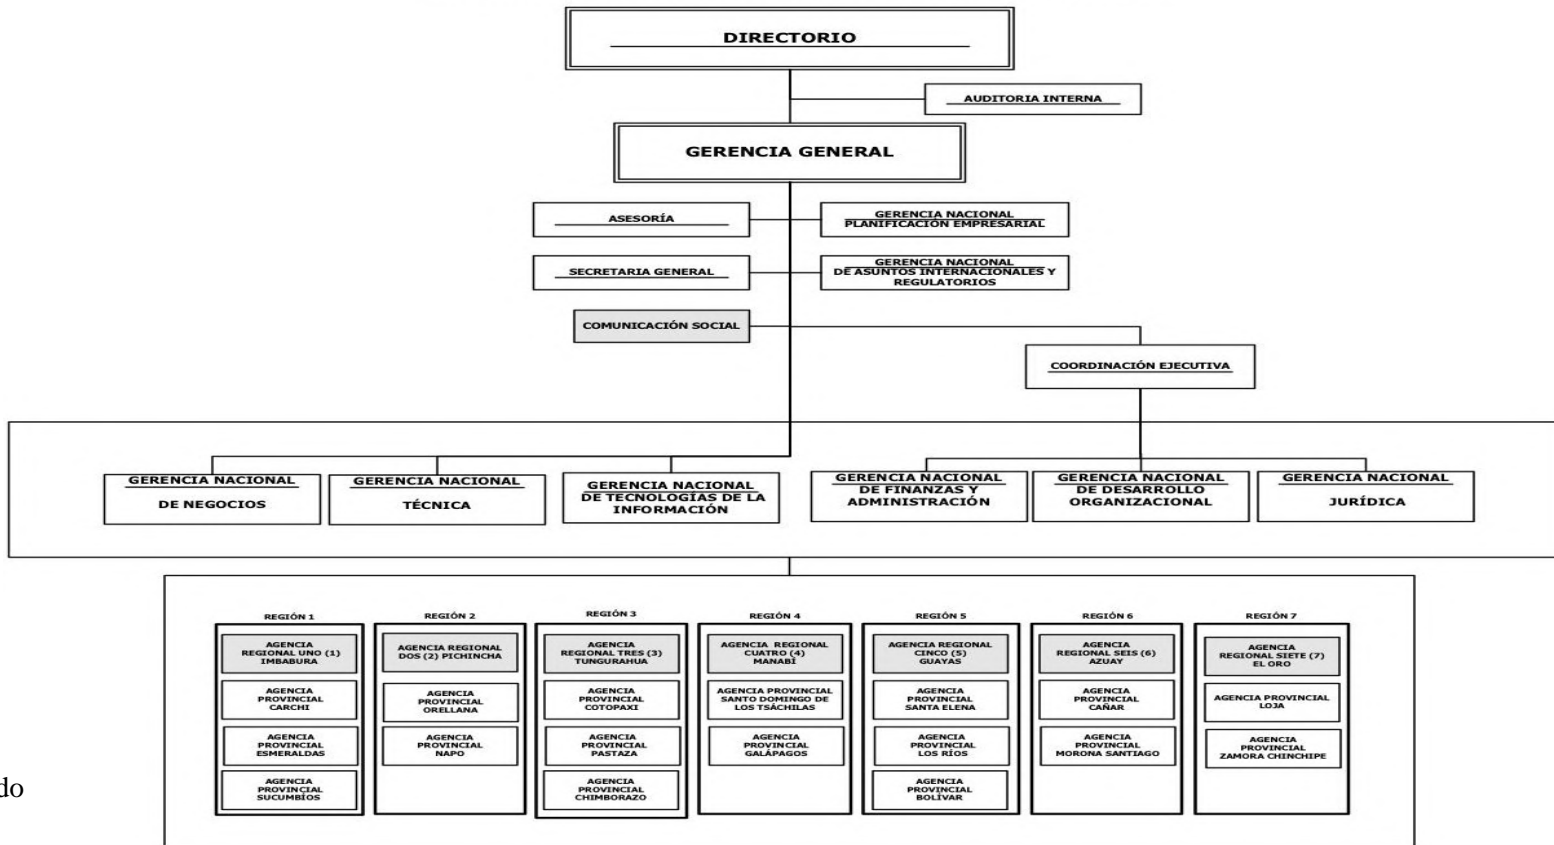 DIRECTORIO
AUDITORIA INTERNA
GERENCIA GENERAL
ASESORÍA
GERENCIA NACIONAL
PLANIFICACIÓN EMPRESARIAL
SECRETARIA GENERAL
GERENCIA NACIONAL
DE ASUNTOS INTERNACIONALES Y
REGULATORIOS
COMUNICACIÓN SOCIAL
COORDINACIÓN EJECUTIVA
GERENCIA NACIONAL
DE NEGOCIOS
GERENCIA NACIONAL
TÉCNICA
GERENCIA NACIONAL
DE TECNOLOGÍAS DE LA
INFORMACIÓN
GERENCIA NACIONAL
DE FINANZAS Y
ADMINISTRACIÓN
GERENCIA NACIONAL
DE DESARROLLO
ORGANIZACIONAL
GERENCIA NACIONAL
JURÍDICA
REGIÓN 1
AGENCIA
REGIONAL UNO (1)
IMBABURA
AGENCIA
PROVINCIAL
CARCHI
AGENCIA
PROVINCIAL
ESMERALDAS
AGENCIA
PROVINCIAL
SUCUMBÍOS
REGIÓN 2
AGENCIA REGIONAL
DOS (2) PICHINCHA
AGENCIA
PROVINCIAL
ORELLANA
AGENCIA
PROVINCIAL
NAPO
REGIÓN 3
AGENCIA
REGIONAL TRES (3)
TUNGURAHUA
AGENCIA
PROVINCIAL
COTOPAXI
AGENCIA
PROVINCIAL
PASTAZA
AGENCIA
PROVINCIAL
CHIMBORAZO
REGIÓN 4
AGENCIA REGIONAL
CUATRO (4)
MANABÍ
AGENCIA PROVINCIAL
SANTO DOMINGO DE
LOS TSÁCHILAS
AGENCIA
PROVINCIAL
GALÁPAGOS
REGIÓN 5
AGENCIA REGIONAL
CINCO (5)
GUAYAS
AGENCIA
PROVINCIAL
SANTA ELENA
AGENCIA
PROVINCIAL
LOS RÍOS
AGENCIA
PROVINCIAL
BOLÍVAR
REGIÓN 6
AGENCIA
REGIONAL SEIS (6)
AZUAY
AGENCIA
PROVINCIAL
CAÑAR
AGENCIA
PROVINCIAL
MORONA SANTIAGO
REGIÓN 7
AGENCIA
REGIONAL SIETE (7)
EL ORO
AGENCIA PROVINCIAL
LOJA
AGENCIA
PROVINCIAL
ZAMORA CHINCHIPE
do